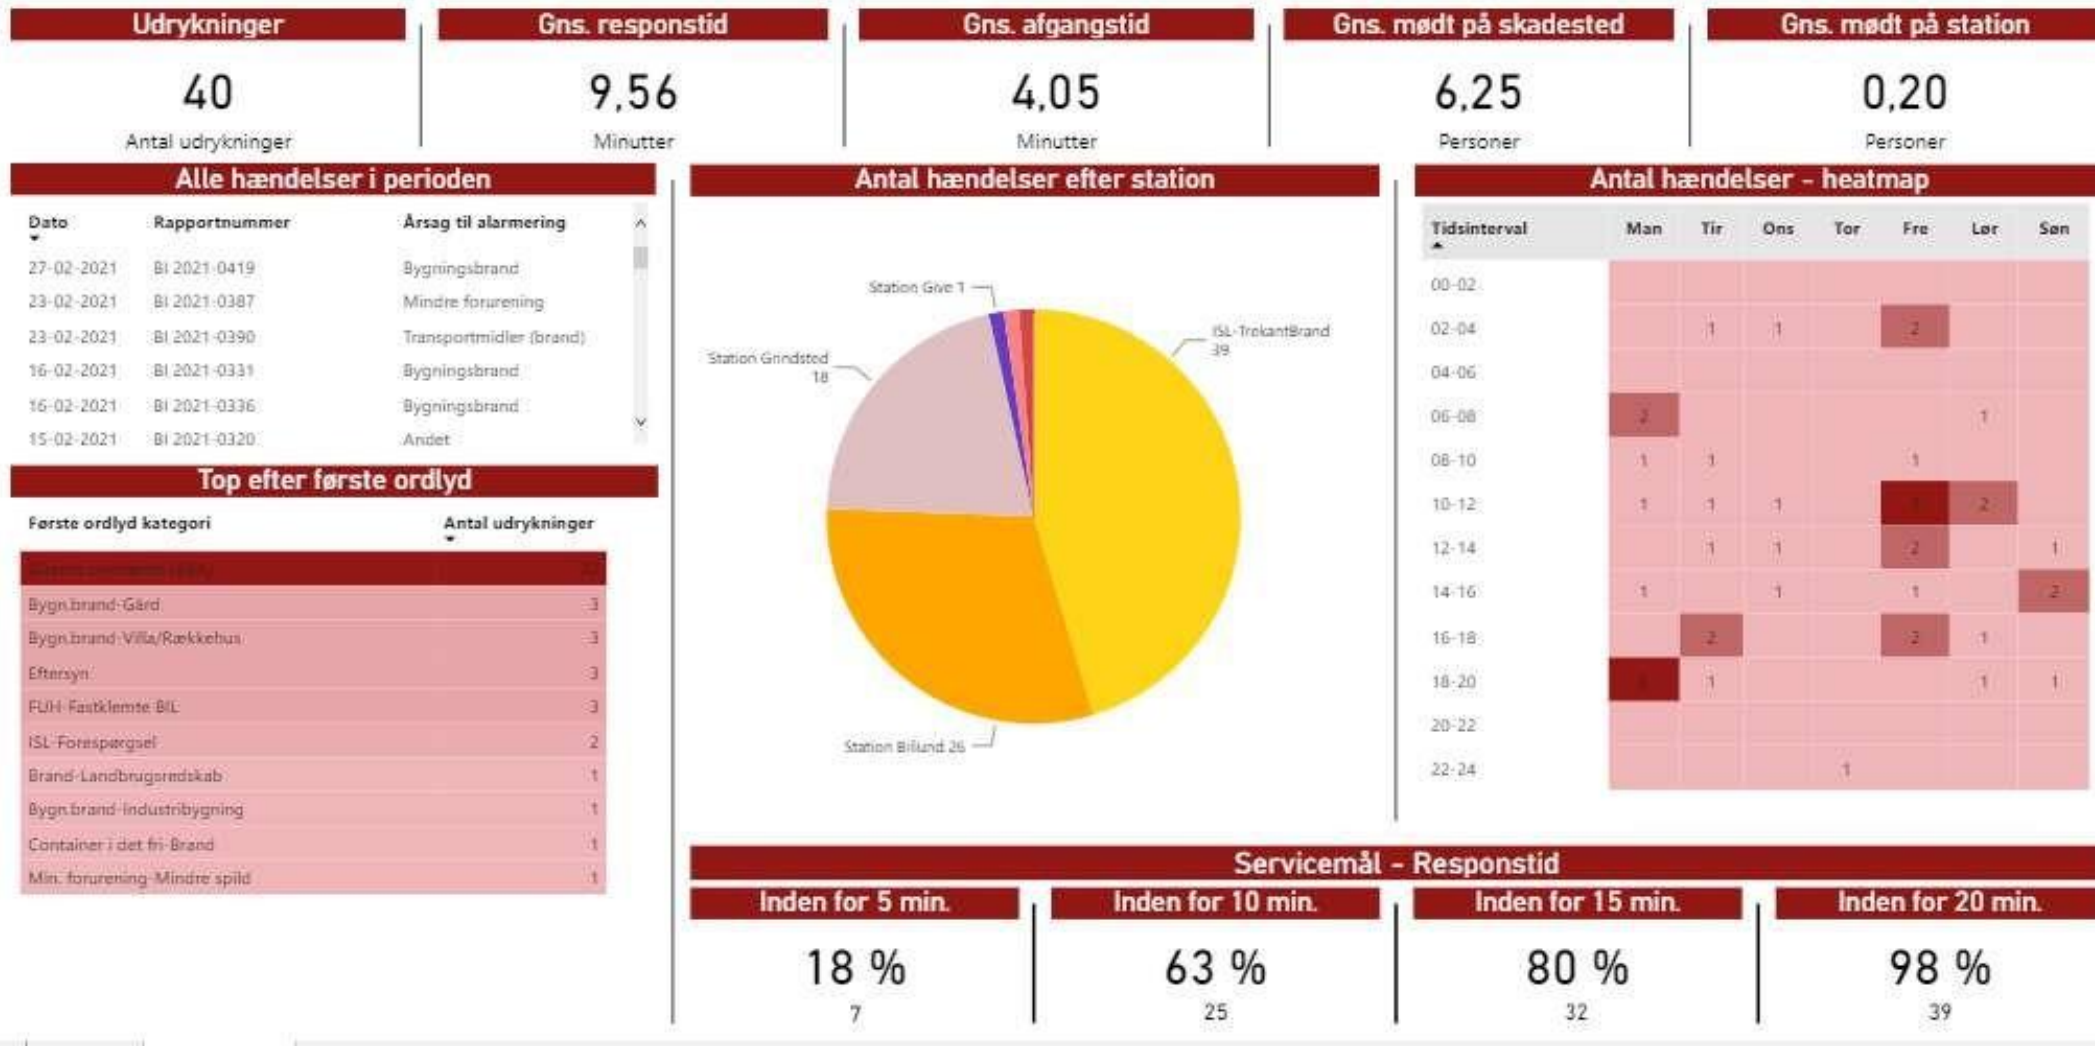 Udrykninger
40
Antal udrykninger
Gns. responstid
9,56
Minutter
Gns. afgangstid
4,05
Minutter
Gns. mødt på skadested
6,25
Personer
Gns. mødt på station
0,20
Personer
Alle hændelser i perioden
Dato Rapportnummer Årsag til alarmering
27-02-2021 BI 2021-0419 Bygningsbrand
23-02-2021 BI 2021-0387 Mindre forurening
23-02-2021 BI 2021-0390 Transportmidler (brand)
16-02-2021 BI 2021-0331 Bygningsbrand
16-02-2021 BI 2021-0336 Bygningsbrand
15-02-2021 BI 2021-0320 Andet
Top efter første ordlyd
Første ordlyd kategori Antal udrykninger
Bygn.brand-Gård 3
Bygn.brand-Villa/Rækkehus 3
Eftersyn 3
FUH-Fastklemte BIL 3
ISL-Forespørgsel 2
Brand-Landbrugsredskab 1
Bygn.brand-Industribygning 1
Container i det fri-Brand 1
Min. forurening-Mindre spild 1
Antal hændelser efter station
Station Give 1
ISL-TrekantBrand
39
Station Grindsted
18
Station Billund 26
Antal hændelser - heatmap
Tidsinterval Man Tir Ons Tor Fre Lør Søn
00-02
02-04 1 1 2
04-06
06-08 2 1
08-10 1 1 1
10-12 1 1 1 2
12-14 1 1 2 1
14-16 1 1 1 2
16-18 2 2 1
18-20 1 1 1
20-22
22-24 1
Servicemål - Responstid
Inden for 5 min.
18 %
7
Inden for 10 min.
63 %
25
Inden for 15 min.
80 %
32
Inden for 20 min.
98 %
39